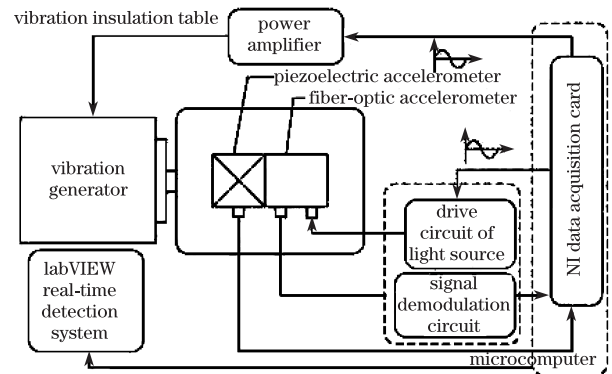 vibration insulation table
power
amplifier
piezoelectric accelerometer
fiber-optic accelerometer
vibration
generator
NI data acquisition card
drive
circuit of
light source
labVIEW
real-time
detection
system
signal
demodulation
circuit
microcomputer